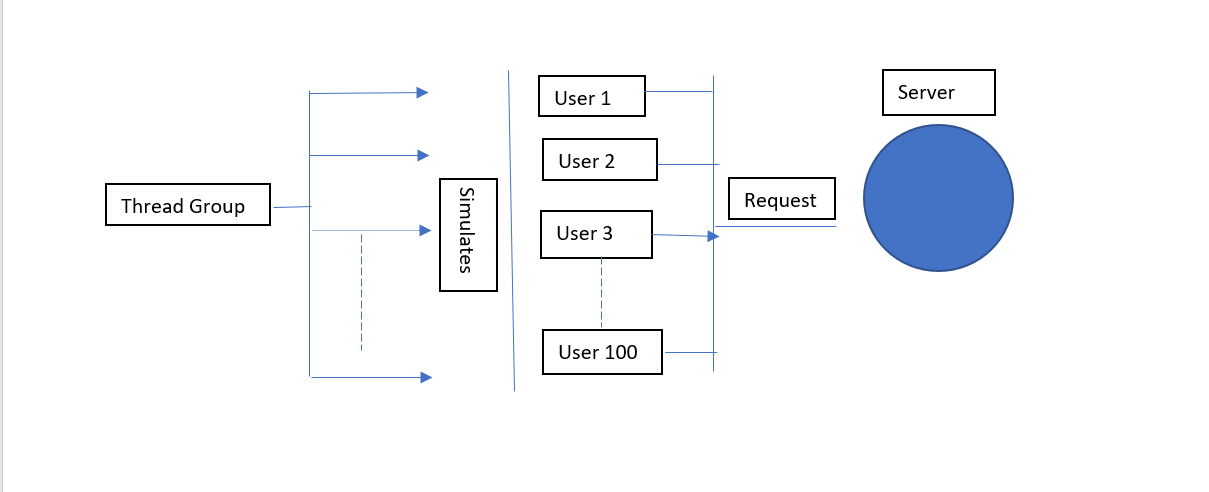 Thread Group
Simulates
User 1
User 2
User 3
User 100
Request
Server